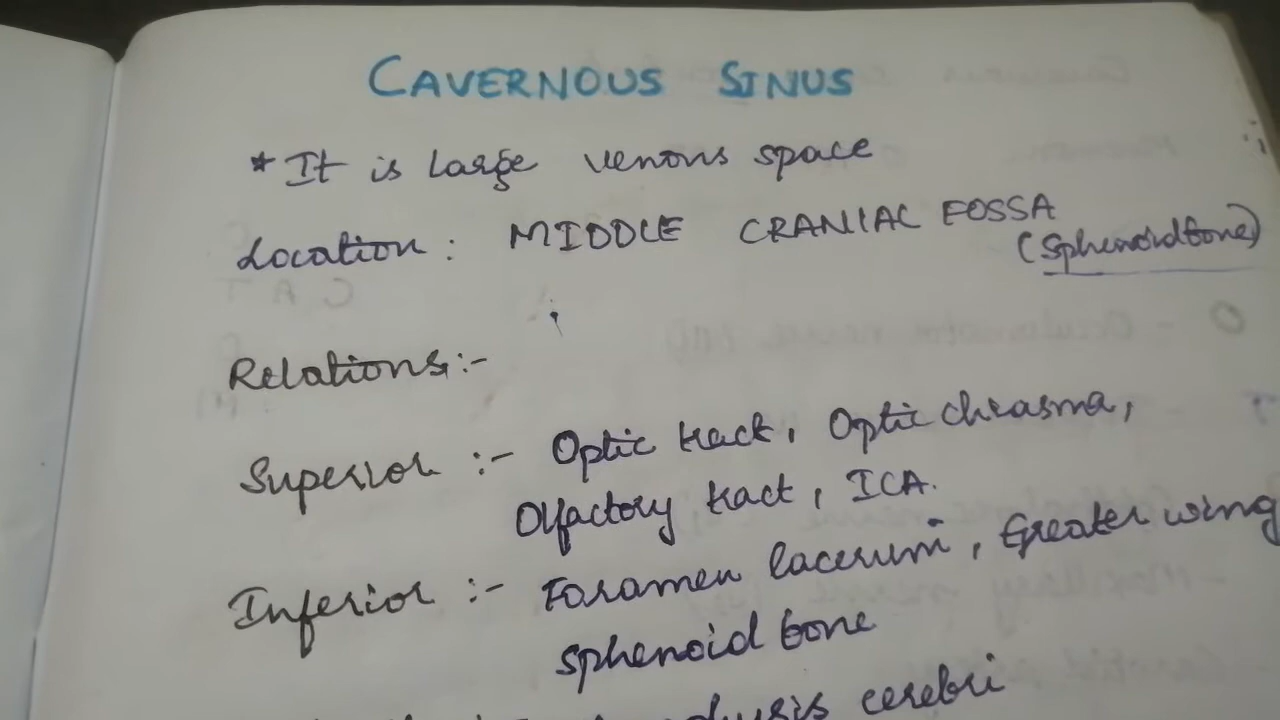 CAVERNOUS SINUS
* It is large venous space
Location : MIDDLE CRANIAL FOSSA
(Sphenoid bone)
Relations :-
Superior :- Optic tract, Optic chiasma,
Olfactory tract, ICA.
Inferior :- Foramen lacerum, Greater wing
sphenoid bone
cerebri